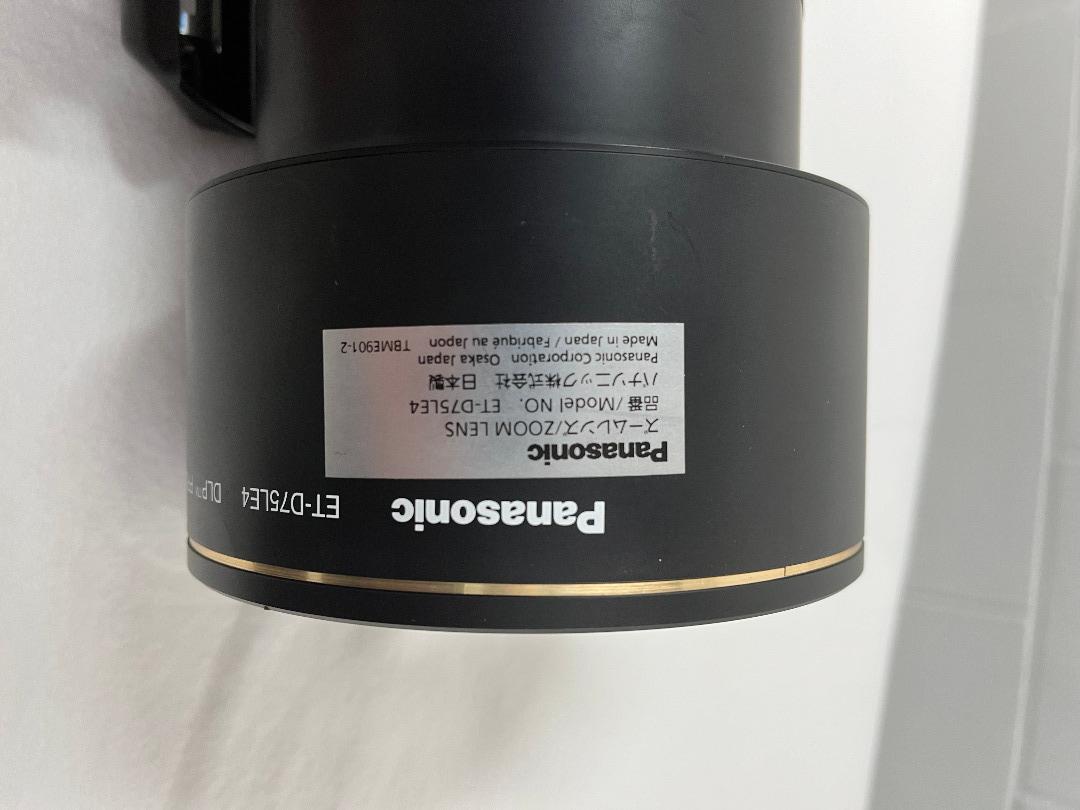 Panasonic ET-D75LE4 DLP™
Panasonic
ズームレンズ/ZOOM LENS
品番/Model NO. ET-D75LE4
パナソニック株式会社 日本製
Panasonic Corporation Osaka Japan
Made in Japan / Fabriqué au Japon TBME901-2